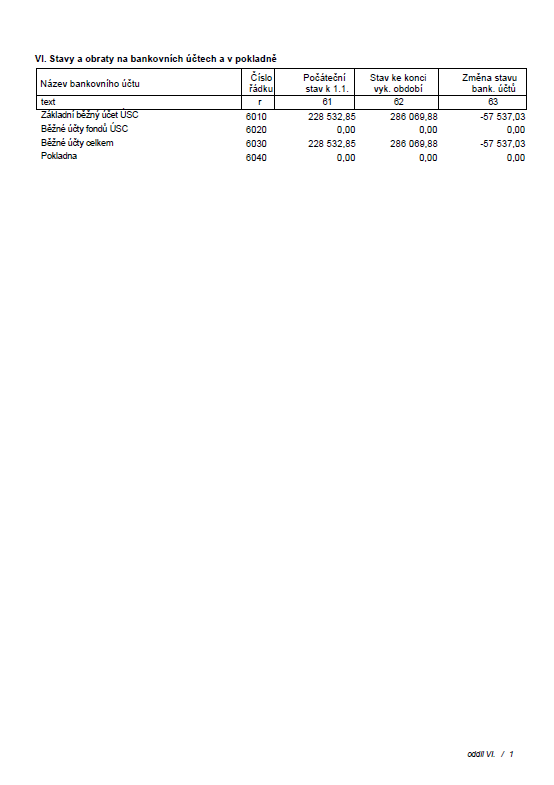 VI. Stavy a obraty na bankovních účtech a v pokladně
Název bankovního účtu Číslo řádku Počáteční stav k 1.1. Stav ke konci vyk. období Změna stavu bank. účtů
text r 61 62 63
Základní běžný účet ÚSC 6010 228 532,85 286 069,88 -57 537,03
Běžné účty fondů ÚSC 6020 0,00 0,00 0,00
Běžné účty celkem 6030 228 532,85 286 069,88 -57 537,03
Pokladna 6040 0,00 0,00 0,00
oddíl VI. / 1